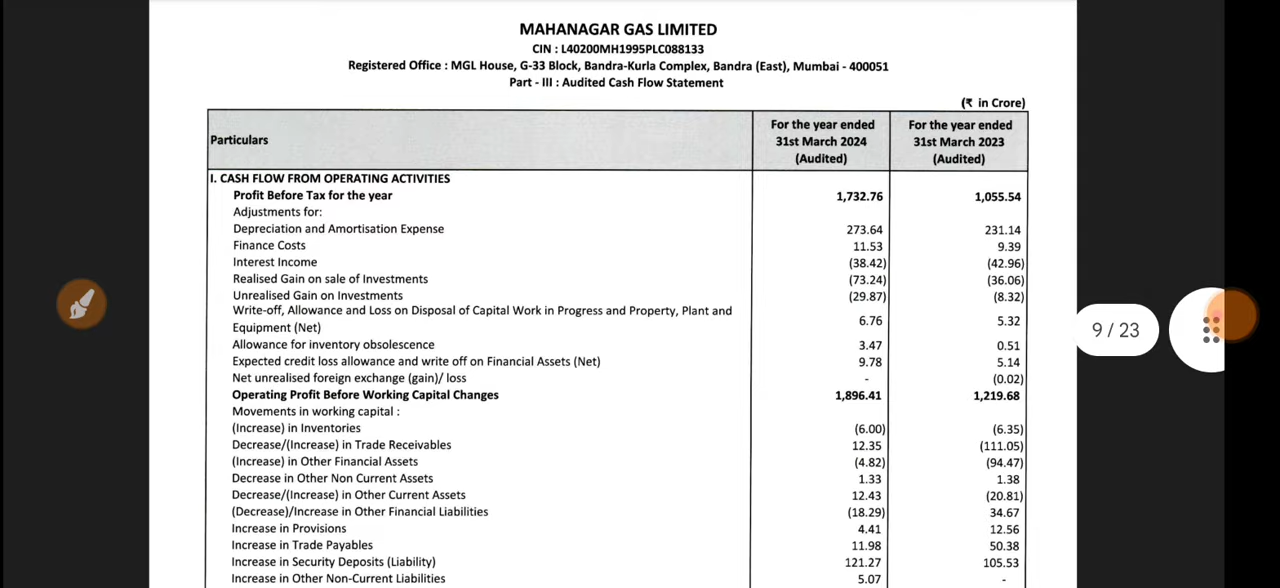 MAHANAGAR GAS LIMITED
CIN : L40200MH1995PLC088133
Registered Office : MGL House, G-33 Block, Bandra-Kurla Complex, Bandra (East), Mumbai - 400051
Part - III : Audited Cash Flow Statement
(₹ in Crore)
Particulars
For the year ended 31st March 2024 (Audited)
For the year ended 31st March 2023 (Audited)
I. CASH FLOW FROM OPERATING ACTIVITIES
Profit Before Tax for the year 1,732.76 1,055.54
Adjustments for:
Depreciation and Amortisation Expense 273.64 231.14
Finance Costs 11.53 9.39
Interest Income (38.42) (42.96)
Realised Gain on sale of Investments (73.24) (36.06)
Unrealised Gain on Investments (29.87) (8.32)
Write-off, Allowance and Loss on Disposal of Capital Work in Progress and Property, Plant and
Equipment (Net) 6.76 5.32
Allowance for inventory obsolescence 3.47 0.51
Expected credit loss allowance and write off on Financial Assets (Net) 9.78 5.14
Net unrealised foreign exchange (gain)/ loss - (0.02)
Operating Profit Before Working Capital Changes 1,896.41 1,219.68
Movements in working capital :
(Increase) in Inventories (6.00) (6.35)
Decrease/(Increase) in Trade Receivables 12.35 (111.05)
(Increase) in Other Financial Assets (4.82) (94.47)
Decrease in Other Non Current Assets 1.33 1.38
Decrease/(Increase) in Other Current Assets 12.43 (20.81)
(Decrease)/Increase in Other Financial Liabilities (18.29) 34.67
Increase in Provisions 4.41 12.56
Increase in Trade Payables 11.98 50.38
Increase in Security Deposits (Liability) 121.27 105.53
Increase in Other Non-Current Liabilities 5.07 -
9 / 23